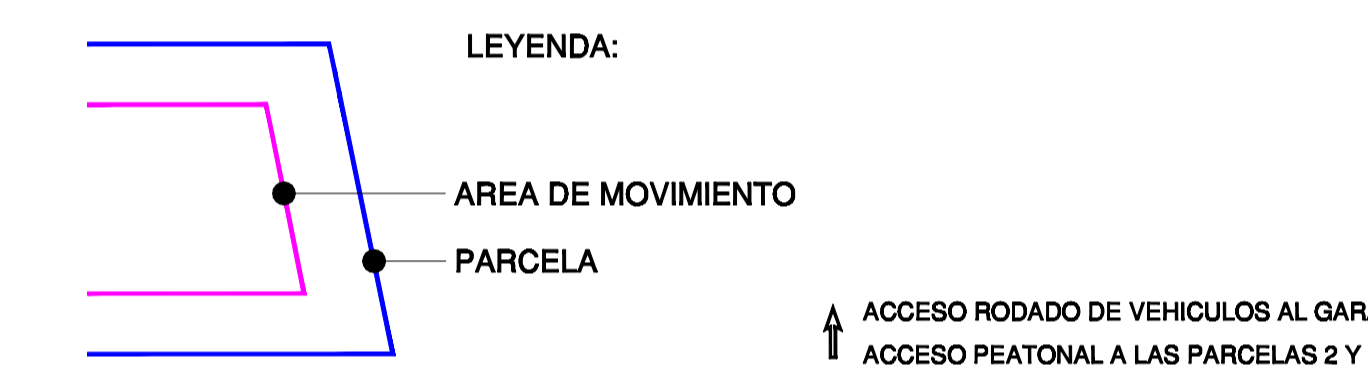 LEYENDA:
AREA DE MOVIMIENTO
PARCELA
ACCESO RODADO DE VEHICULOS AL
ACCESO PEATONAL A LAS PARCELAS 2 Y